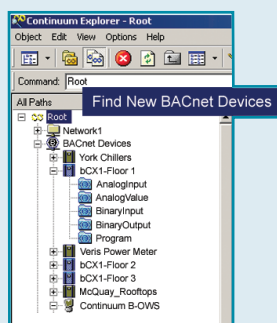 Continuum Explorer - Root
Object Edit View Options Help
Command: Root
Find New BACnet Devices
All Paths
Root
Network1
BACnet Devices
York Chillers
bCX1-Floor 1
AnalogInput
AnalogValue
BinaryInput
BinaryOutput
Program
Veris Power Meter
bCX1-Floor 2
bCX1-Floor 3
McQuay_Rooftops
Continuum B-OWS